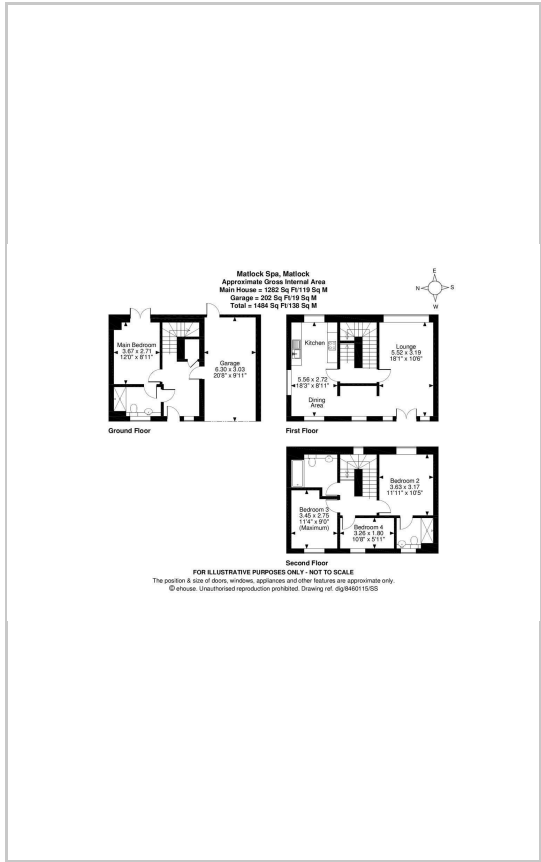 Matlock Spa, Matlock
Approximate Gross Internal Area
Main House = 1282 Sq Ft/119 Sq M
Garage = 202 Sq Ft/19 Sq M
Total = 1484 Sq Ft/138 Sq M
E
N
S
W
Main Bedroom
3.67 x 2.71
12'0" x 8'11"
Garage
6.30 x 3.03
20'8" x 9'11"
Ground Floor
Kitchen
5.56 x 2.72
18'3" x 8'11"
Dining
Area
Lounge
5.52 x 3.19
18'1" x 10'6"
First Floor
Bedroom 2
3.63 x 3.17
11'11" x 10'5"
Bedroom 3
3.45 x 2.75
11'4" x 9'0"
(Maximum)
Bedroom 4
3.26 x 1.80
10'8" x 5'11"
Second Floor
FOR ILLUSTRATIVE PURPOSES ONLY - NOT TO SCALE
The position & size of doors, windows, appliances and other features are approximate only.
© ehouse. Unauthorised reproduction prohibited. Drawing ref. dig/8460115/SS